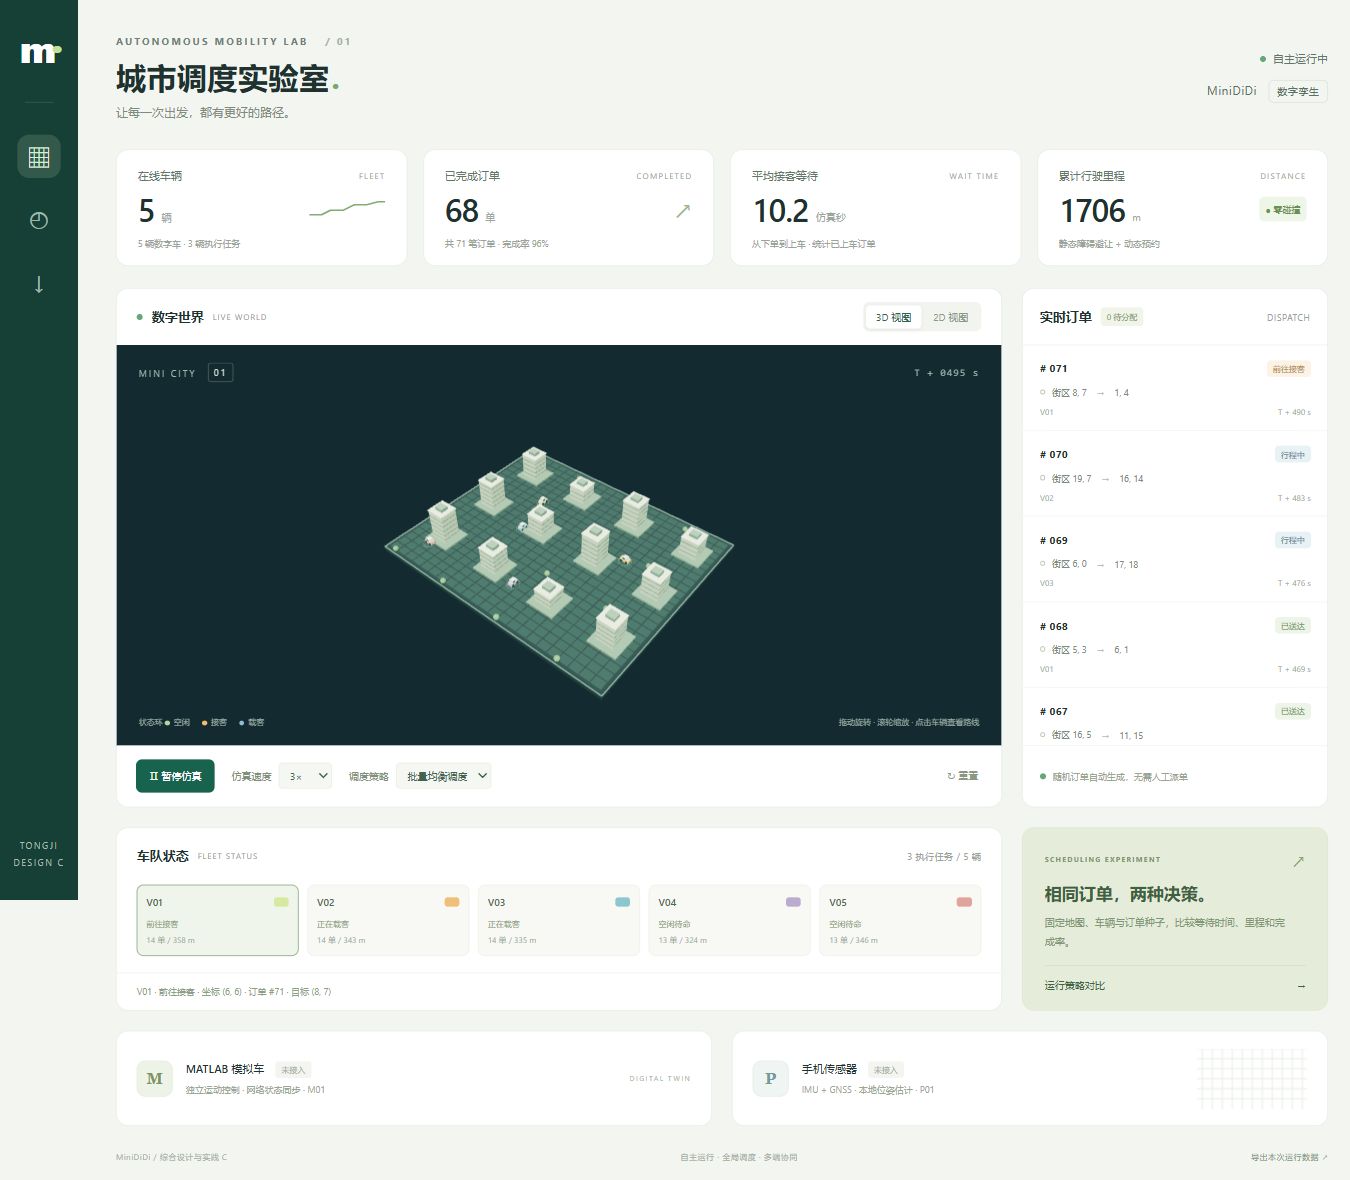 m
AUTONOMOUS MOBILITY LAB / 01
城市调度实验室.
让每一次出发，都有更好的路径。
自主运行中
MiniDiDi 数字孪生
在线车辆 FLEET
5 辆
5 辆数字车 · 3 辆执行任务
已完成订单 COMPLETED
68 单 ↗
共 71 笔订单 · 完成率 96%
平均接客等待 WAIT TIME
10.2 仿真秒
从下单到上车 · 统计已上车订单
累计行驶里程 DISTANCE
1706 m ● 零碰撞
静态障碍避让 + 动态预约
数字世界 LIVE WORLD 3D 视图 2D 视图
MINI CITY 01 T + 0495 s
状态环 空闲 接客 载客 拖动旋转 · 滚轮缩放 · 点击车辆查看路线
II 暂停仿真 仿真速度 3× 调度策略 批量均衡调度 ↻ 重置
实时订单 0 待分配 DISPATCH
# 071 前往接客
街区 8, 7 → 1, 4
V01 T + 490 s
# 070 行程中
街区 19, 7 → 16, 14
V02 T + 483 s
# 069 行程中
街区 6, 0 → 17, 18
V03 T + 476 s
# 068 已送达
街区 5, 3 → 6, 1
V01 T + 469 s
# 067 已送达
街区 16, 5 → 11, 15
随机订单自动生成，无需人工派单
车队状态 FLEET STATUS 3 执行任务 / 5 辆
V01
前往接客
14 单 / 358 m
V02
正在载客
14 单 / 343 m
V03
正在载客
14 单 / 335 m
V04
空闲待命
13 单 / 324 m
V05
空闲待命
13 单 / 346 m
V01 · 前往接客 · 坐标 (6, 6) · 订单 #71 · 目标 (8, 7)
SCHEDULING EXPERIMENT ↗
相同订单，两种决策。
固定地图、车辆与订单种子，比较等待时间、里程和完
成率。
运行策略对比 →
M
MATLAB 模拟车 未接入
独立运动控制 · 网络状态同步 · M01
DIGITAL TWIN
P
手机传感器 未接入
IMU + GNSS · 本地位姿估计 · P01
TONGJI
DESIGN C
MiniDiDi / 综合设计与实践 C 自主运行 · 全局调度 · 多端协同 导出本次运行数据 ↗